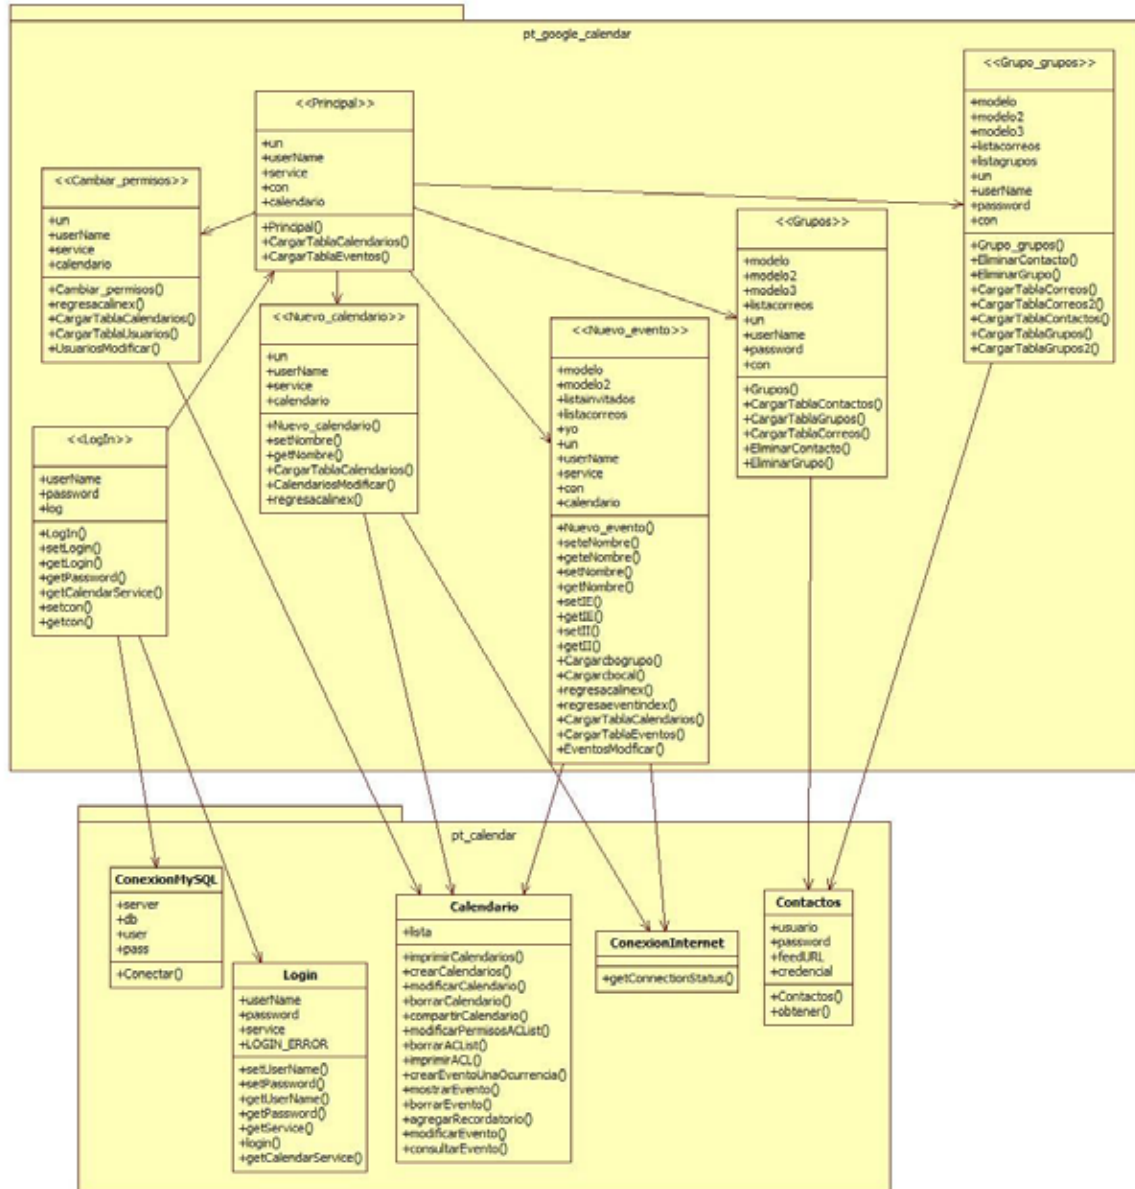 pt_google_calendar
<<Grupo_grupos>>
+modelo
+modelo2
+modelo3
+listacorreos
+listagrupos
+un
+userName
+password
+con
+Grupo_grupos()
+EliminarContacto()
+EliminarGrupo()
+CargarTablaCorreos()
+CargarTablaCorreos2()
+CargarTablaContactos()
+CargarTablaGrupos()
+CargarTablaGrupos2()
<<Principal>>
+un
+userName
+service
+con
+calendario
+Principal()
+CargarTablaCalendarios()
+CargarTablaEventos()
<<Cambiar_permisos>>
+un
+userName
+service
+calendario
+Cambiar_permisos()
+regresacalinex()
+CargarTablaCalendarios()
+CargarTablaUsuarios()
+UsuariosModificar()
<<Grupos>>
+modelo
+modelo2
+modelo3
+listacorreos
+un
+userName
+password
+con
+Grupos()
+CargarTablaContactos()
+CargarTablaGrupos()
+CargarTablaCorreos()
+EliminarContacto()
+EliminarGrupo()
<<Nuevo_calendario>>
+un
+userName
+service
+calendario
+Nuevo_calendario()
+setNombre()
+getNombre()
+CargarTablaCalendarios()
+CalendariosModificar()
+regresacalinex()
<<Nuevo_evento>>
+modelo
+modelo2
+listainvitados
+listacorreos
+yo
+un
+userName
+service
+con
+calendario
+Nuevo_evento()
+seteNombre()
+geteNombre()
+setNombre()
+getNombre()
+setIE()
+getIE()
+setII()
+getII()
+Cargarcbogrupo()
+Cargarcbocal()
+regresacalinex()
+regresaeventindex()
+CargarTablaCalendarios()
+CargarTablaEventos()
+EventosModficar()
<<LogIn>>
+userName
+password
+log
+LogIn()
+setLogin()
+getLogin()
+getPassword()
+getCalendarService()
+setcon()
+getcon()
pt_calendar
ConexionMySQL
+server
+db
+user
+pass
+Conectar()
Login
+userName
+password
+service
+LOGIN_ERROR
+setUserName()
+setPassword()
+getUserName()
+getPassword()
+getService()
+login()
+getCalendarService()
Calendario
+lista
+imprimirCalendarios()
+crearCalendarios()
+modificarCalendario()
+borrarCalendario()
+compartirCalendario()
+modificarPermisosACList()
+borrarACList()
+imprimirACL()
+crearEventoUnaOcurrencia()
+mostrarEvento()
+borrarEvento()
+agregarRecordatorio()
+modificarEvento()
+consultarEvento()
ConexionInternet
+getConnectionStatus()
Contactos
+usuario
+password
+feedURL
+credencial
+Contactos()
+obtener()